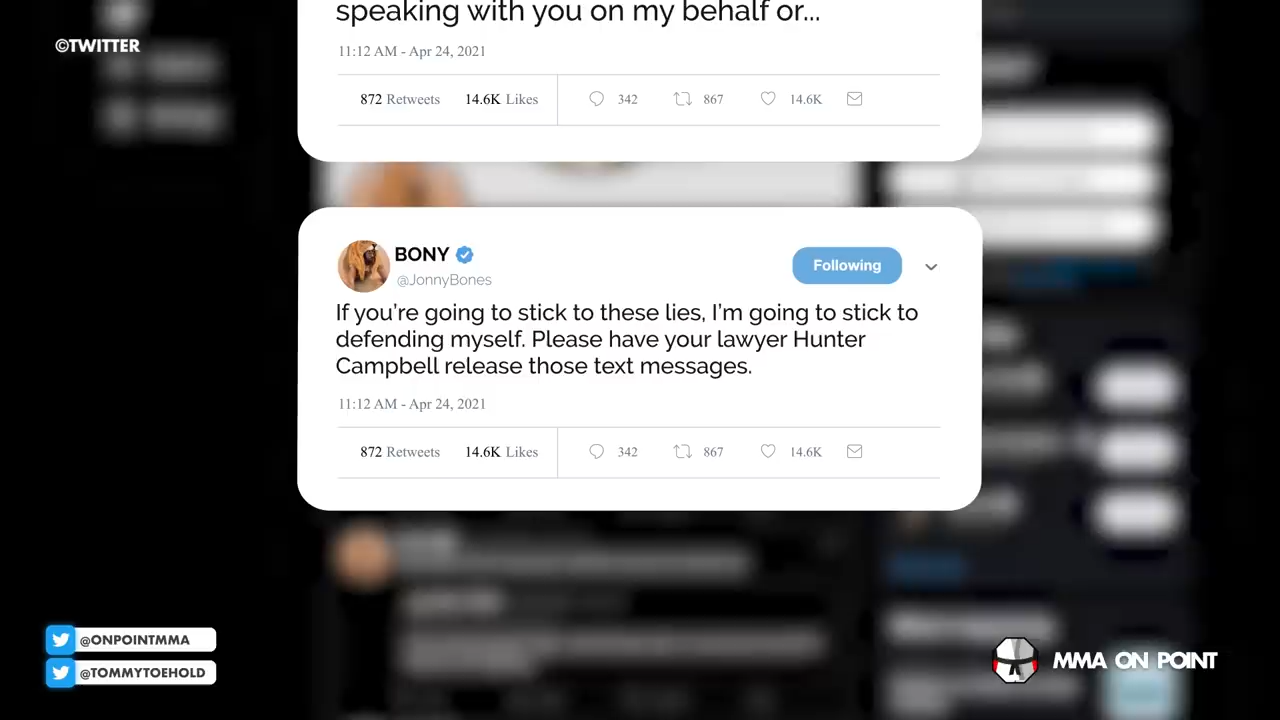 speaking with you on my behalf or...
©TWITTER
11:12 AM - Apr 24, 2021
872 Retweets 14.6K Likes 342 867 14.6K
BONY
@JonnyBones
Following
If you're going to stick to these lies, I'm going to stick to
defending myself. Please have your lawyer Hunter
Campbell release those text messages.
11:12 AM - Apr 24, 2021
872 Retweets 14.6K Likes 342 867 14.6K
@ONPOINTMMA
@TOMMYTOEHOLD
MMA ON POINT